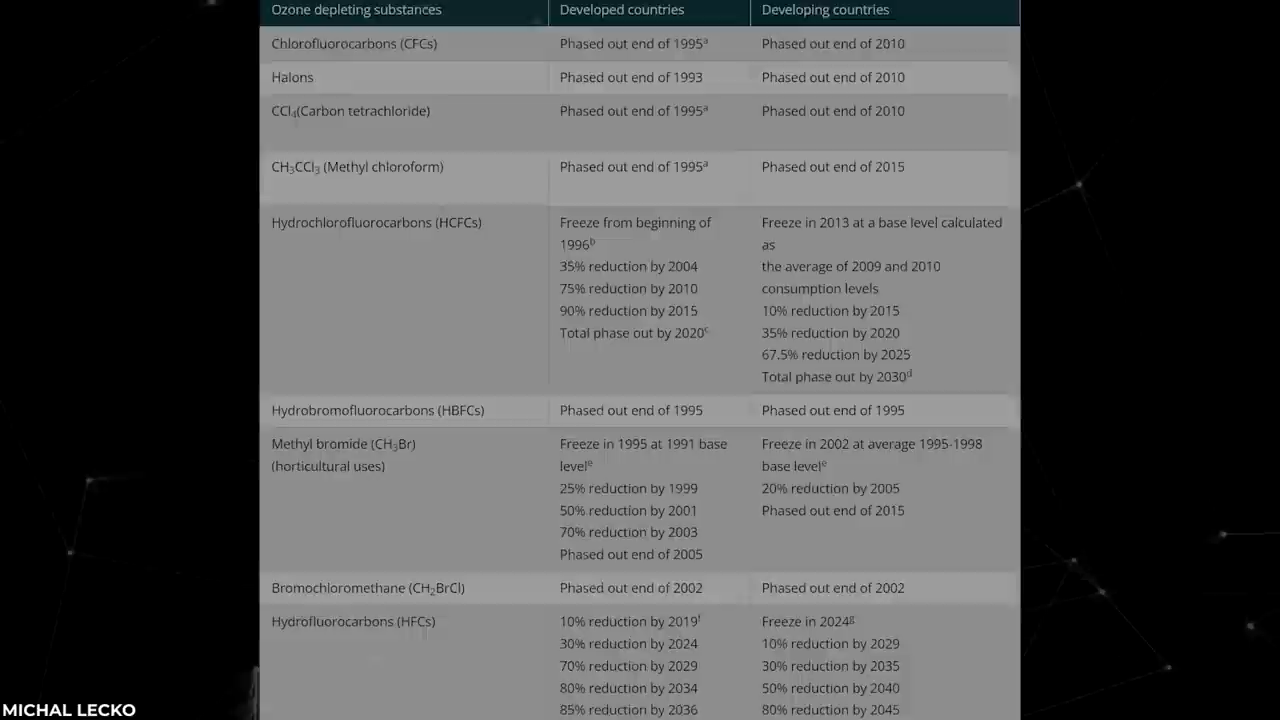 Ozone depleting substances Developed countries Developing countries
Chlorofluorocarbons (CFCs) Phased out end of 1995ᵃ Phased out end of 2010
Halons Phased out end of 1993 Phased out end of 2010
CCl₄(Carbon tetrachloride) Phased out end of 1995ᵃ Phased out end of 2010
CH₃CCl₃ (Methyl chloroform) Phased out end of 1995ᵃ Phased out end of 2015
Hydrochlorofluorocarbons (HCFCs) Freeze from beginning of Freeze in 2013 at a base level calculated
1996ᵇ as
35% reduction by 2004 the average of 2009 and 2010
75% reduction by 2010 consumption levels
90% reduction by 2015 10% reduction by 2015
Total phase out by 2020ᶜ 35% reduction by 2020
67.5% reduction by 2025
Total phase out by 2030ᵈ
Hydrobromofluorocarbons (HBFCs) Phased out end of 1995 Phased out end of 1995
Methyl bromide (CH₃Br) Freeze in 1995 at 1991 base Freeze in 2002 at average 1995-1998
(horticultural uses) levelᵉ base levelᵉ
25% reduction by 1999 20% reduction by 2005
50% reduction by 2001 Phased out end of 2015
70% reduction by 2003
Phased out end of 2005
Bromochloromethane (CH₂BrCl) Phased out end of 2002 Phased out end of 2002
Hydrofluorocarbons (HFCs) 10% reduction by 2019ᶠ Freeze in 2024ᵍ
30% reduction by 2024 10% reduction by 2029
70% reduction by 2029 30% reduction by 2035
80% reduction by 2034 50% reduction by 2040
85% reduction by 2036 80% reduction by 2045
MICHAL LECKO